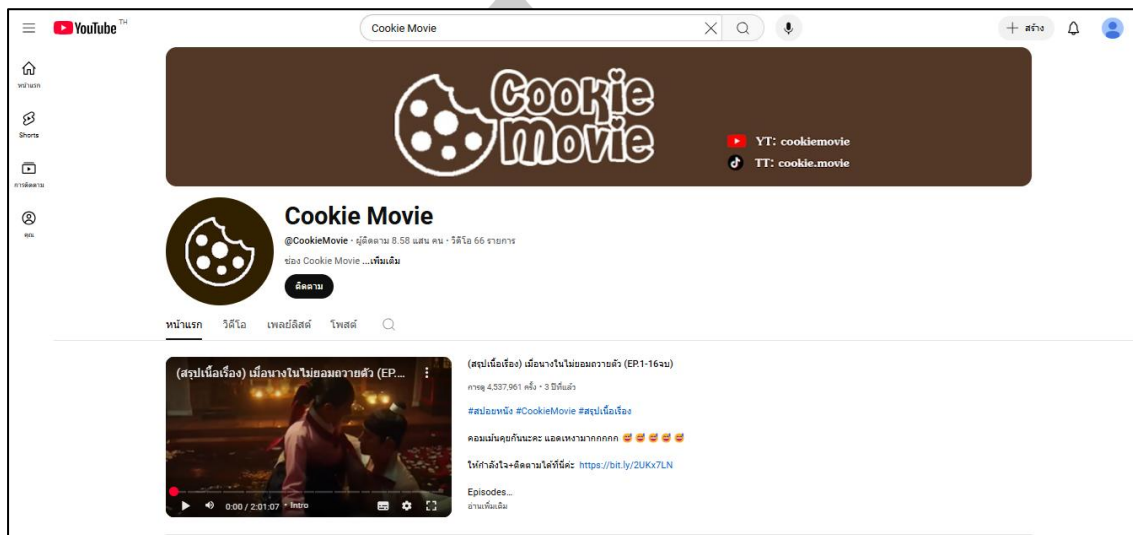 YouTube TH
Cookie Movie
สร้าง
หน้าแรก
Shorts
การติดตาม
คุณ
Cookie
Movie
YT: cookiemovie
TT: cookie.movie
Cookie Movie
@CookieMovie • ผู้ติดตาม 8.58 แสน คน • วิดีโอ 66 รายการ
ช่อง Cookie Movie ...เพิ่มเติม
ติดตาม
หน้าแรก วิดีโอ เพลย์ลิสต์ โพสต์
(สรุปเนื้อเรื่อง) เมื่อนางในไม่ยอมถวายตัว (EP....
0:00 / 2:01:07 • Intro
(สรุปเนื้อเรื่อง) เมื่อนางในไม่ยอมถวายตัว (EP.1-16จบ)
การดู 4,537,961 ครั้ง • 3 ปีที่แล้ว
#สปอยหนัง #CookieMovie #สรุปเนื้อเรื่อง
คอมเม้นคุยกันนะคะ แอดเหงามากกกกก 😅 😅 😅 😅 😅
ให้กำลังใจ+ติดตามได้ที่นี่ค่ะ https://bit.ly/2UKx7LN
Episodes...
อ่านเพิ่มเติม